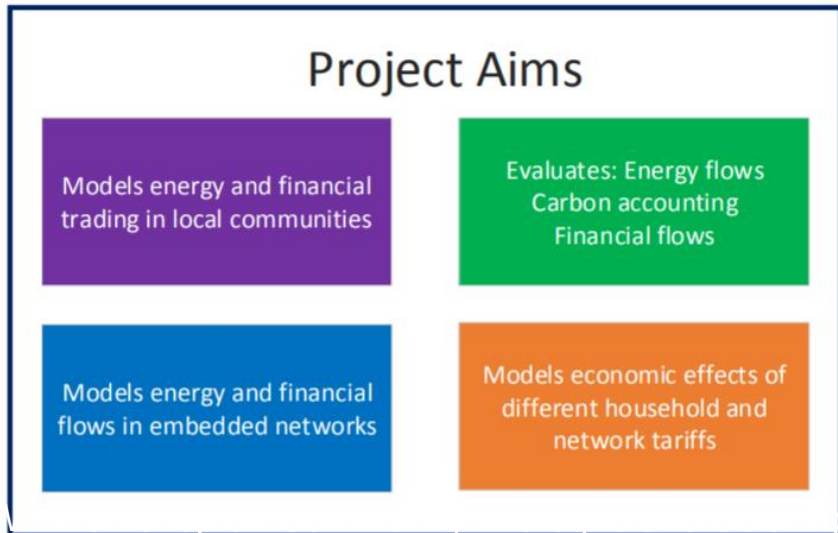 Project Aims
Models energy and financial
trading in local communities
Evaluates: Energy flows
Carbon accounting
Financial flows
Models energy and financial
flows in embedded networks
Models economic effects of
different household and
network tariffs